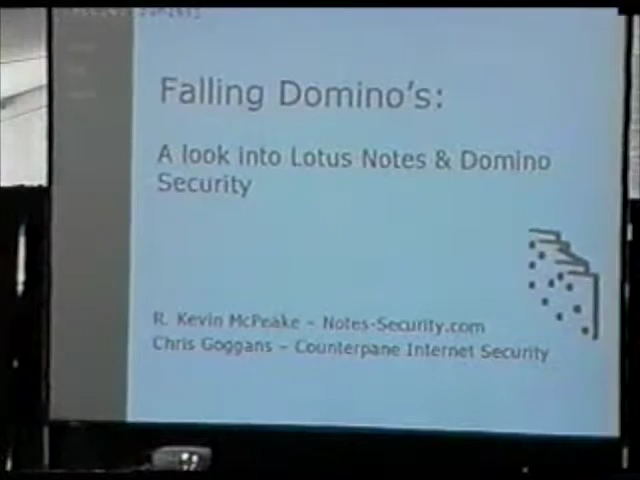 Falling Domino's:
A look into Lotus Notes & Domino
Security
R. Kevin McPeake – Notes-Security.com
Chris Goggans – Counterpane Internet Security